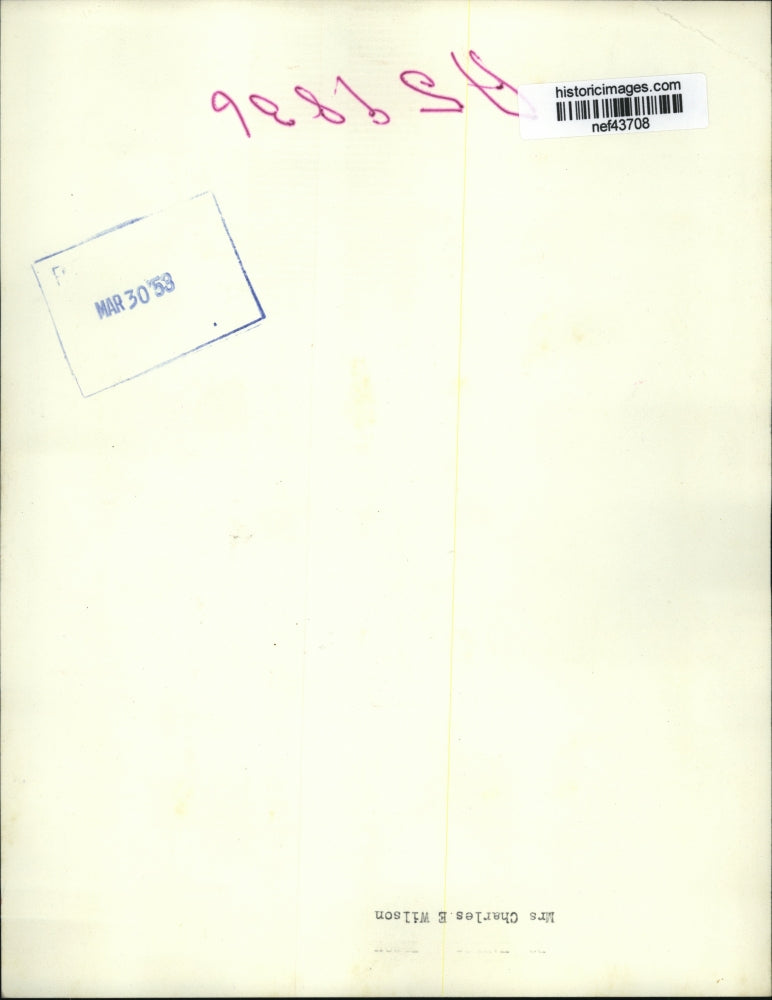 historicimages.com
nef43708
MAR 30 '53
Mrs Charles E Wilson